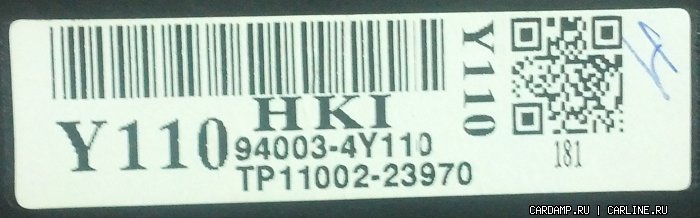 HKI
Y110
94003-4Y110
TP11002-23970
Y110
181
CARDAMP.RU | CARLINE.RU